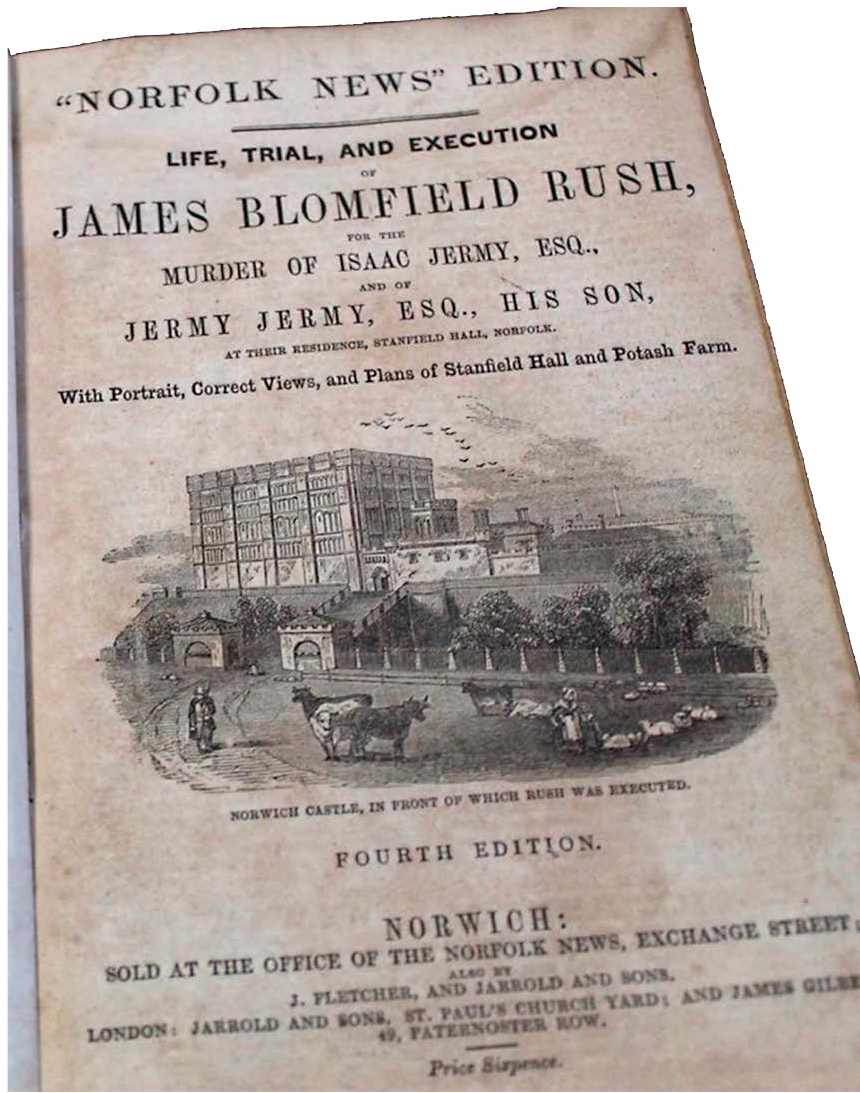 "NORFOLK NEWS" EDITION.
LIFE, TRIAL, AND EXECUTION
OF
JAMES BLOMFIELD RUSH,
FOR THE
MURDER OF ISAAC JERMY, ESQ.,
AND OF
JERMY JERMY, ESQ., HIS SON,
AT THEIR RESIDENCE, STANFIELD HALL, NORFOLK.
With Portrait, Correct Views, and Plans of Stanfield Hall and Potash Farm.
NORWICH CASTLE, IN FRONT OF WHICH RUSH WAS EXECUTED.
FOURTH EDITION.
NORWICH:
SOLD AT THE OFFICE OF THE NORFOLK NEWS, EXCHANGE STREET;
ALSO BY
J. FLETCHER, AND JARROLD AND SONS.
LONDON: JARROLD AND SONS, ST. PAUL'S CHURCH YARD; AND JAMES
49, PATERNOSTER ROW.
Price Sixpence.